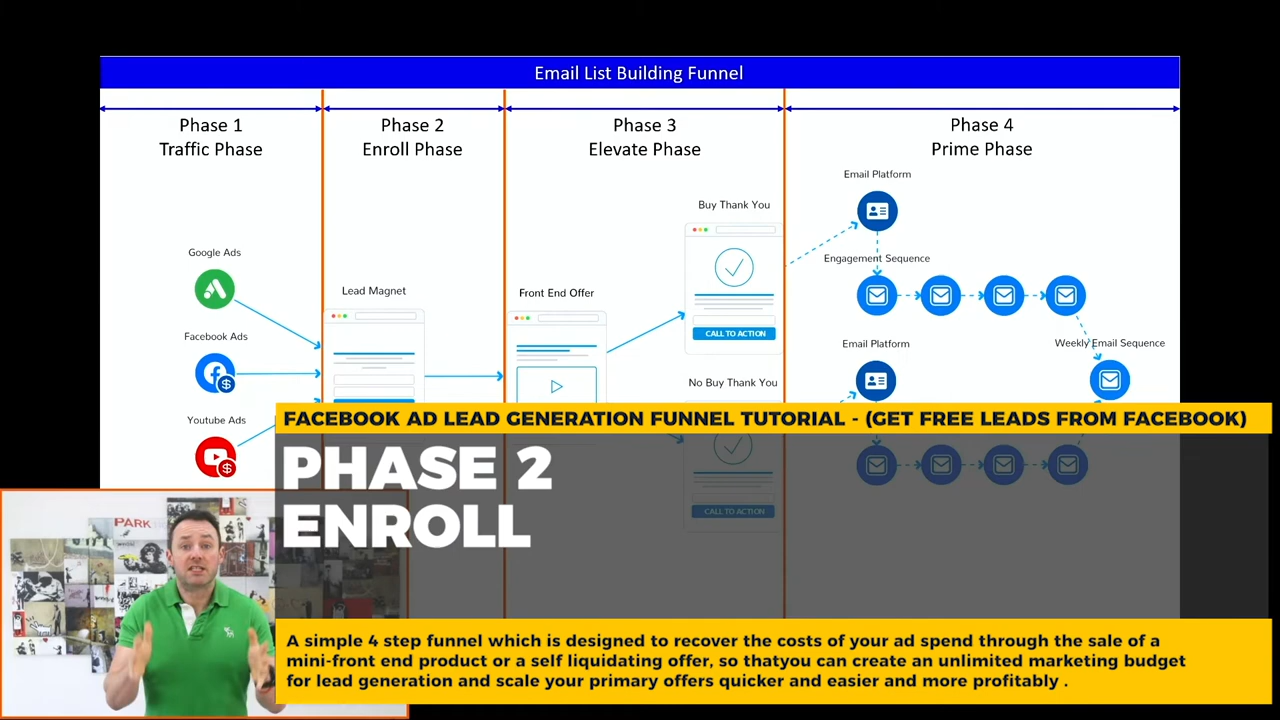 Email List Building Funnel
Phase 1
Traffic Phase
Phase 2
Enroll Phase
Phase 3
Elevate Phase
Phase 4
Prime Phase
Google Ads
Facebook Ads
Youtube Ads
Lead Magnet
Front End Offer
Buy Thank You
CALL TO ACTION
No Buy Thank You
CALL TO ACTION
Email Platform
Engagement Sequence
Email Platform
Weekly Email Sequence
FACEBOOK AD LEAD GENERATION FUNNEL TUTORIAL - (GET FREE LEADS FROM FACEBOOK)
PHASE 2
ENROLL
PARK
A simple 4 step funnel which is designed to recover the costs of your ad spend through the sale of a
mini-front end product or a self liquidating offer, so thatyou can create an unlimited marketing budget
for lead generation and scale your primary offers quicker and easier and more profitably .